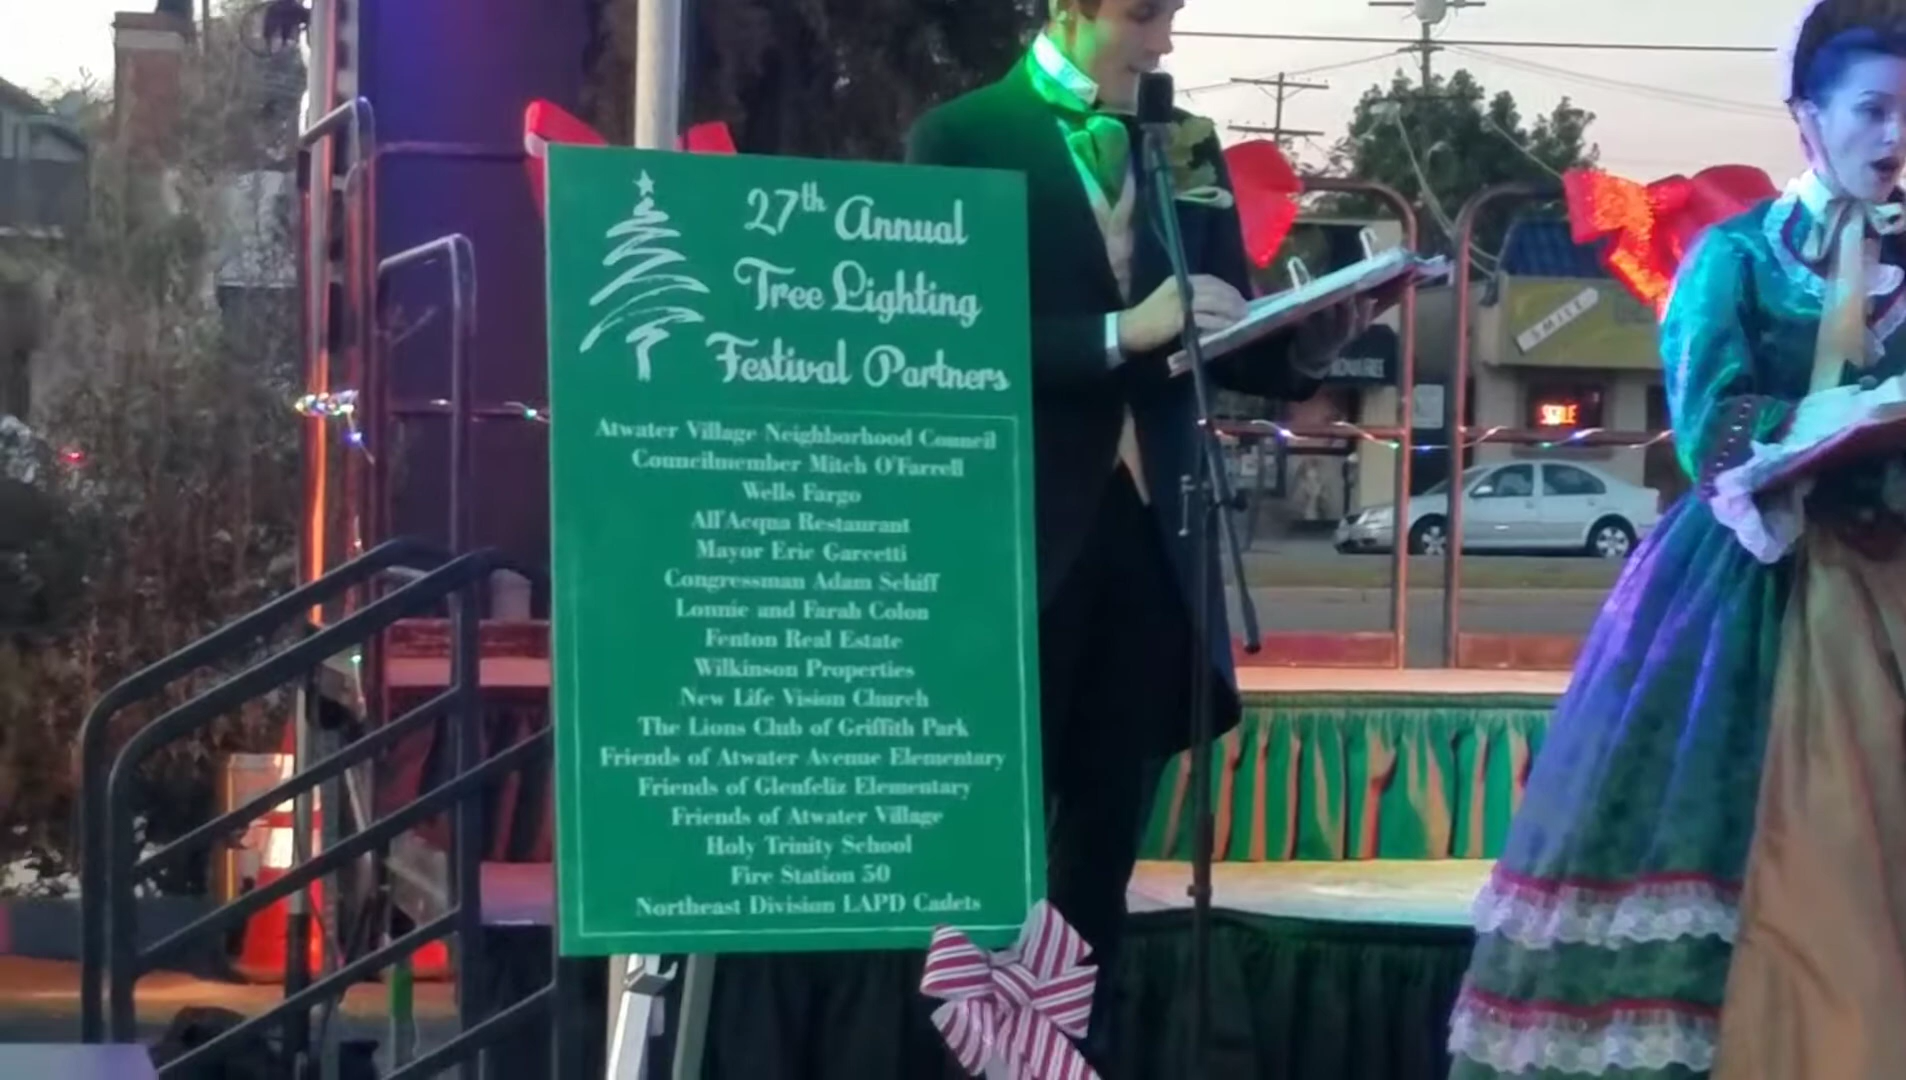 27th Annual
Tree Lighting
Festival Partners
Atwater Village Neighborhood Council
Councilmember Mitch O'Farrell
Wells Fargo
All'Acqua Restaurant
Mayor Eric Garcetti
Congressman Adam Schiff
Lonnie and Farah Colon
Fenton Real Estate
Wilkinson Properties
New Life Vision Church
The Lions Club of Griffith Park
Friends of Atwater Avenue Elementary
Friends of Glenfeliz Elementary
Friends of Atwater Village
Holy Trinity School
Fire Station 50
Northeast Division LAPD Cadets
SMILE